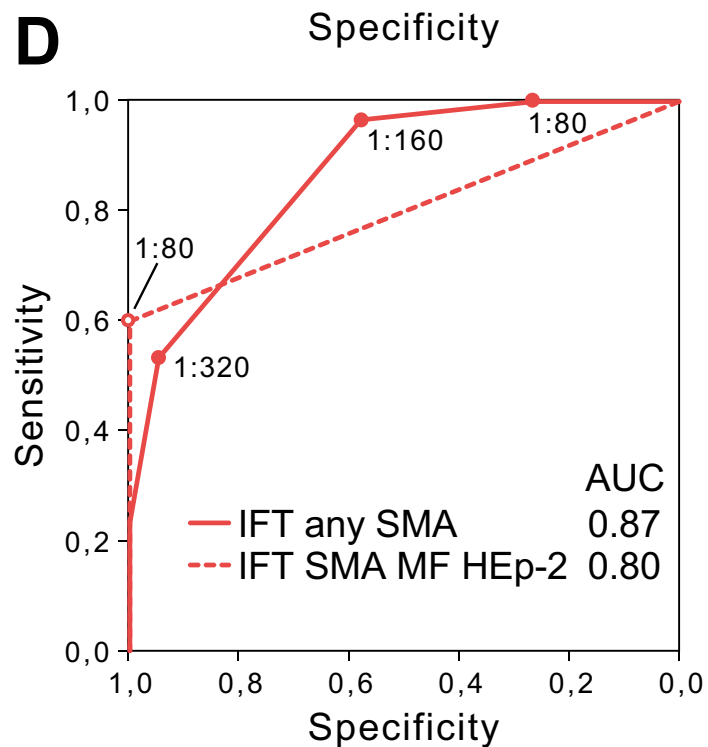 D
Specificity
1,0
1:160
1:80
0,8
1:80
0,6
1:320
Sensitivity
0,4
AUC
IFT any SMA 0.87
0,2
IFT SMA MF HEp-2 0.80
0,0
1,0 0,8 0,6 0,4 0,2 0,0
Specificity